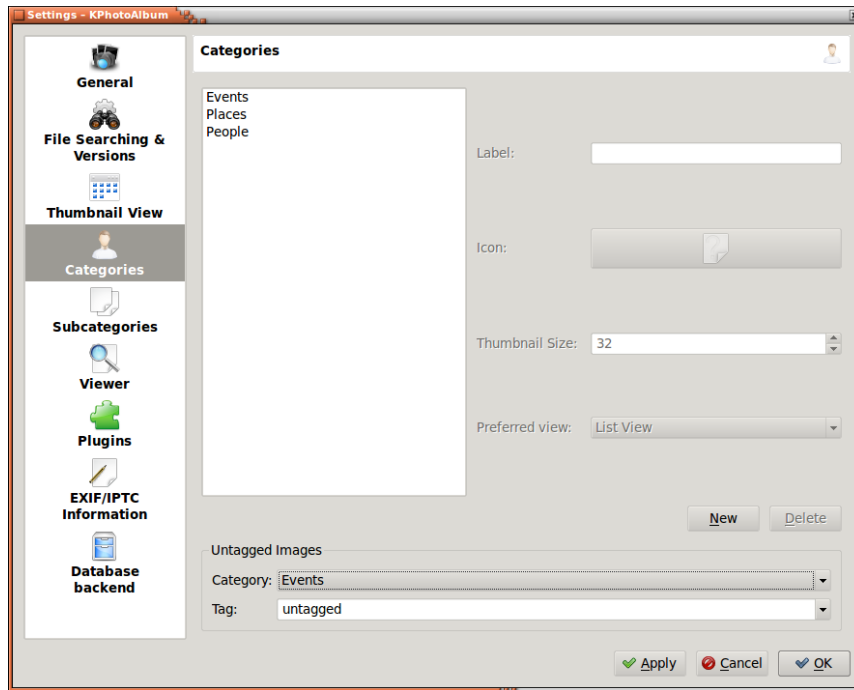 Settings - KPhotoAlbum
General
File Searching &
Versions
Thumbnail View
Categories
Subcategories
Viewer
Plugins
EXIF/IPTC
Information
Database
backend
Categories
Events
Places
People
Label:
Icon:
Thumbnail Size: 32
Preferred view: List View
New Delete
Untagged Images
Category: Events
Tag: untagged
Apply Cancel OK